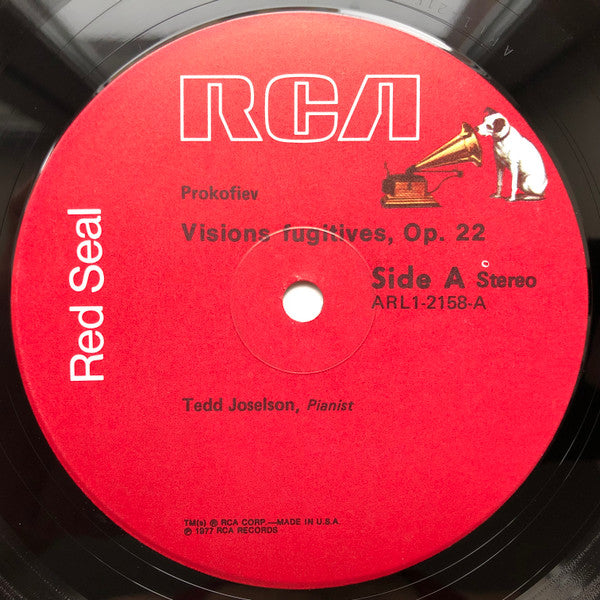 RCA
Red Seal
Prokofiev
Visions fugitives, Op. 22
Side A Stereo
ARL1-2158-A
Tedd Joselson, Pianist
TM(s) ® RCA CORP.—MADE IN U.S.A.
℗ 1977 RCA RECORDS